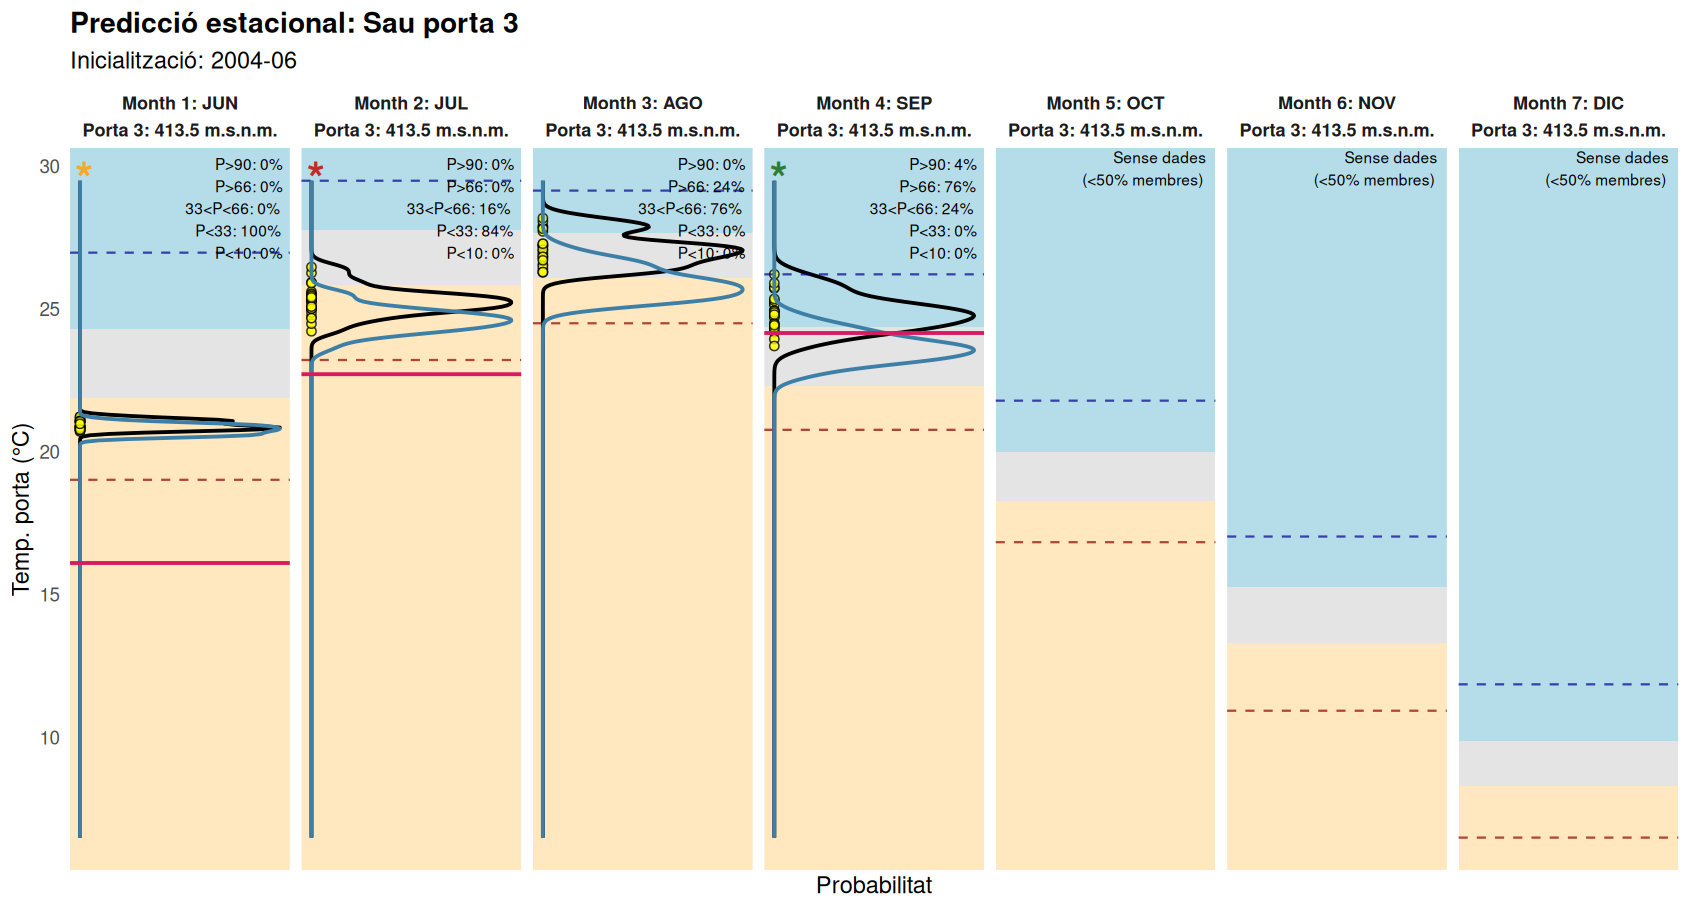 Predicció estacional: Sau porta 3
Inicialització: 2004-06
Month 1: JUN
Porta 3: 413.5 m.s.n.m.
Month 2: JUL
Porta 3: 413.5 m.s.n.m.
Month 3: AGO
Porta 3: 413.5 m.s.n.m.
Month 4: SEP
Porta 3: 413.5 m.s.n.m.
Month 5: OCT
Porta 3: 413.5 m.s.n.m.
Month 6: NOV
Porta 3: 413.5 m.s.n.m.
Month 7: DIC
Porta 3: 413.5 m.s.n.m.
Temp. porta (°C)
30
25
20
15
10
*
P>90: 0%
P>66: 0%
33<P<66: 0%
P<33: 100%
P<10: 0%
*
P>90: 0%
P>66: 0%
33<P<66: 16%
P<33: 84%
P<10: 0%
P>90: 0%
P>66: 24%
33<P<66: 76%
P<33: 0%
P<10: 0%
*
P>90: 4%
P>66: 76%
33<P<66: 24%
P<33: 0%
P<10: 0%
Sense dades
(<50% membres)
Sense dades
(<50% membres)
Sense dades
(<50% membres)
Probabilitat